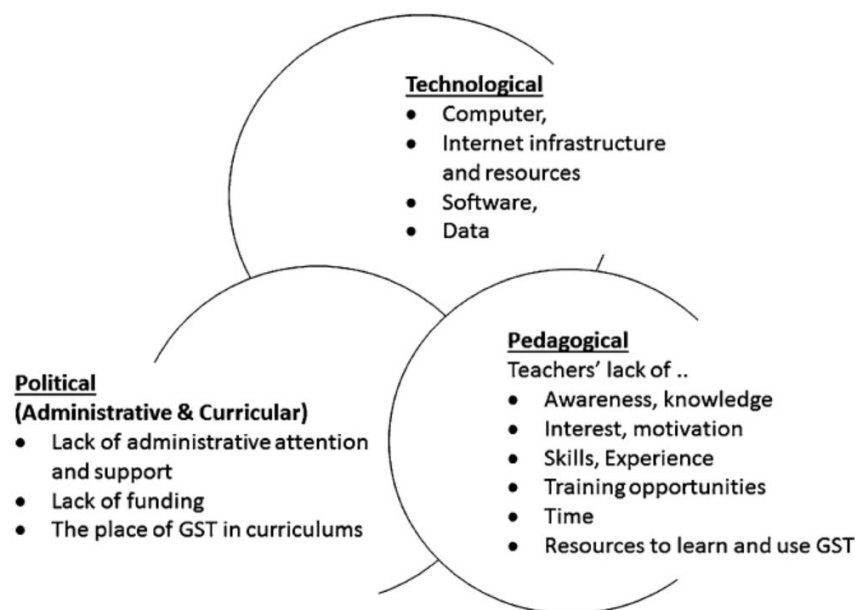 Technological
• Computer,
• Internet infrastructure
and resources
• Software,
• Data
Political
(Administrative & Curricular)
• Lack of administrative attention
and support
• Lack of funding
• The place of GST in curriculums
Pedagogical
Teachers' lack of ..
• Awareness, knowledge
• Interest, motivation
• Skills, Experience
• Training opportunities
• Time
• Resources to learn and use GST